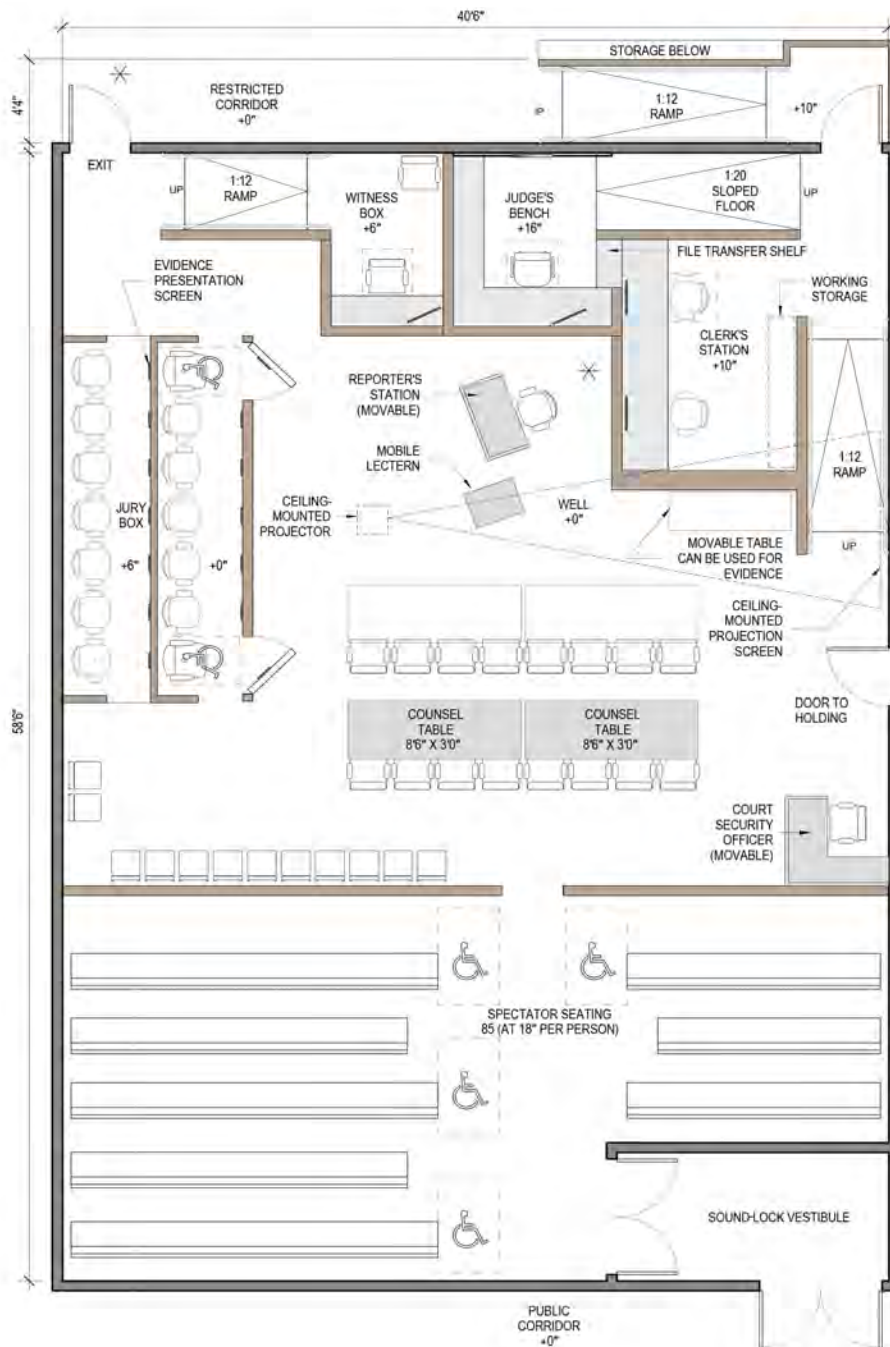 40'6"
STORAGE BELOW
4'4"
RESTRICTED
CORRIDOR
+0"
1:12
RAMP
+10"
EXIT
1:12
RAMP
UP
WITNESS
BOX
+6"
JUDGE'S
BENCH
+16"
1:20
SLOPED
FLOOR
UP
FILE TRANSFER SHELF
EVIDENCE
PRESENTATION
SCREEN
WORKING
STORAGE
CLERK'S
STATION
+10"
REPORTER'S
STATION
(MOVABLE)
MOBILE
LECTERN
1:12
RAMP
UP
CEILING-
MOUNTED
PROJECTOR
WELL
+0"
JURY
BOX
+6"
+0"
MOVABLE TABLE
CAN BE USED FOR
EVIDENCE
CEILING-
MOUNTED
PROJECTION
SCREEN
58'6"
DOOR TO
HOLDING
COUNSEL
TABLE
8'6" X 3'0"
COUNSEL
TABLE
8'6" X 3'0"
COURT
SECURITY
OFFICER
(MOVABLE)
SPECTATOR SEATING
85 (AT 18" PER PERSON)
SOUND-LOCK VESTIBULE
PUBLIC
CORRIDOR
+0"